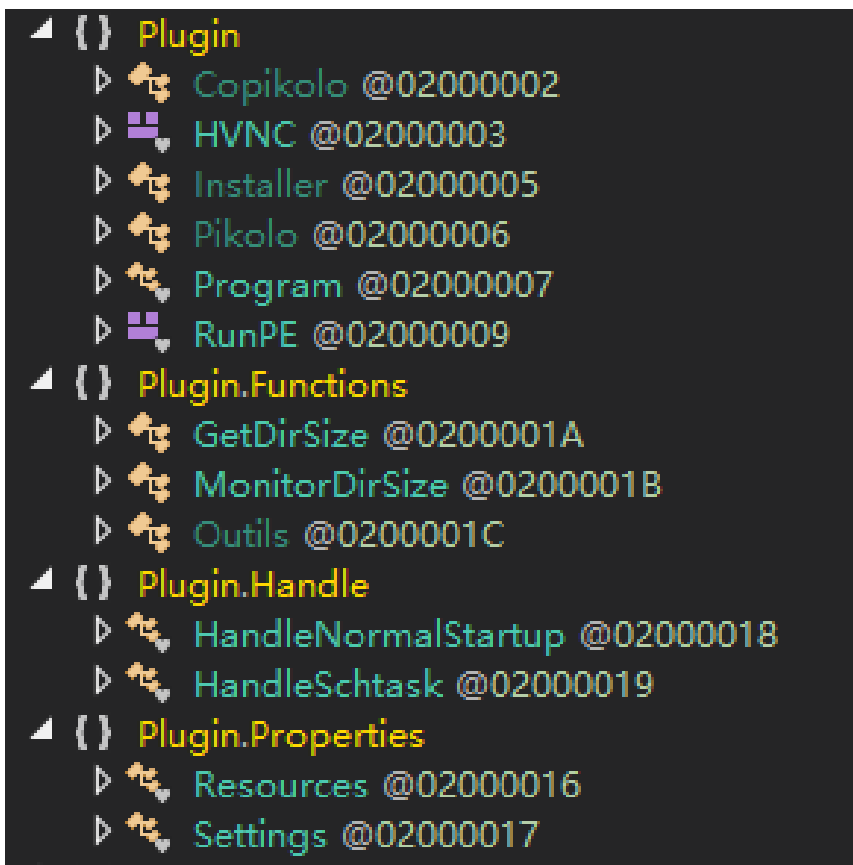 { } Plugin
Copikolo @02000002
HVNC @02000003
Installer @02000005
Pikolo @02000006
Program @02000007
RunPE @02000009
{ } Plugin.Functions
GetDirSize @0200001A
MonitorDirSize @0200001B
Outils @0200001C
{ } Plugin.Handle
HandleNormalStartup @02000018
HandleSchtask @02000019
{ } Plugin.Properties
Resources @02000016
Settings @02000017